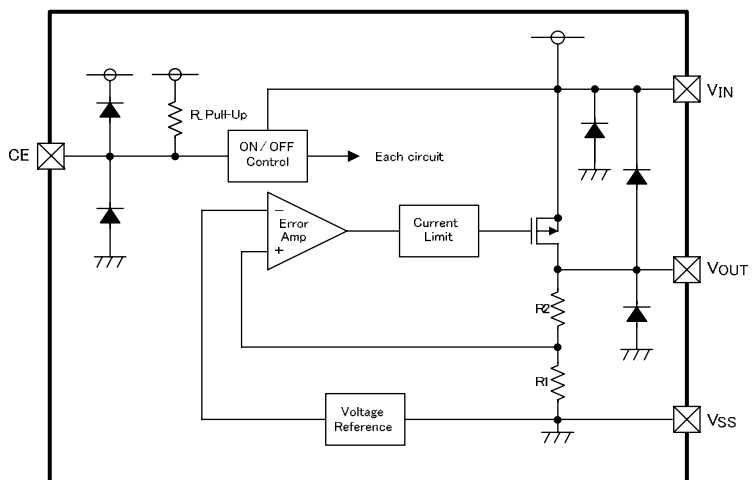 VIN
R_Pull-Up
CE
ON/OFF
Control
Each circuit
−
Error
Amp
+
Current
Limit
VOUT
R2
R1
Voltage
Reference
VSS